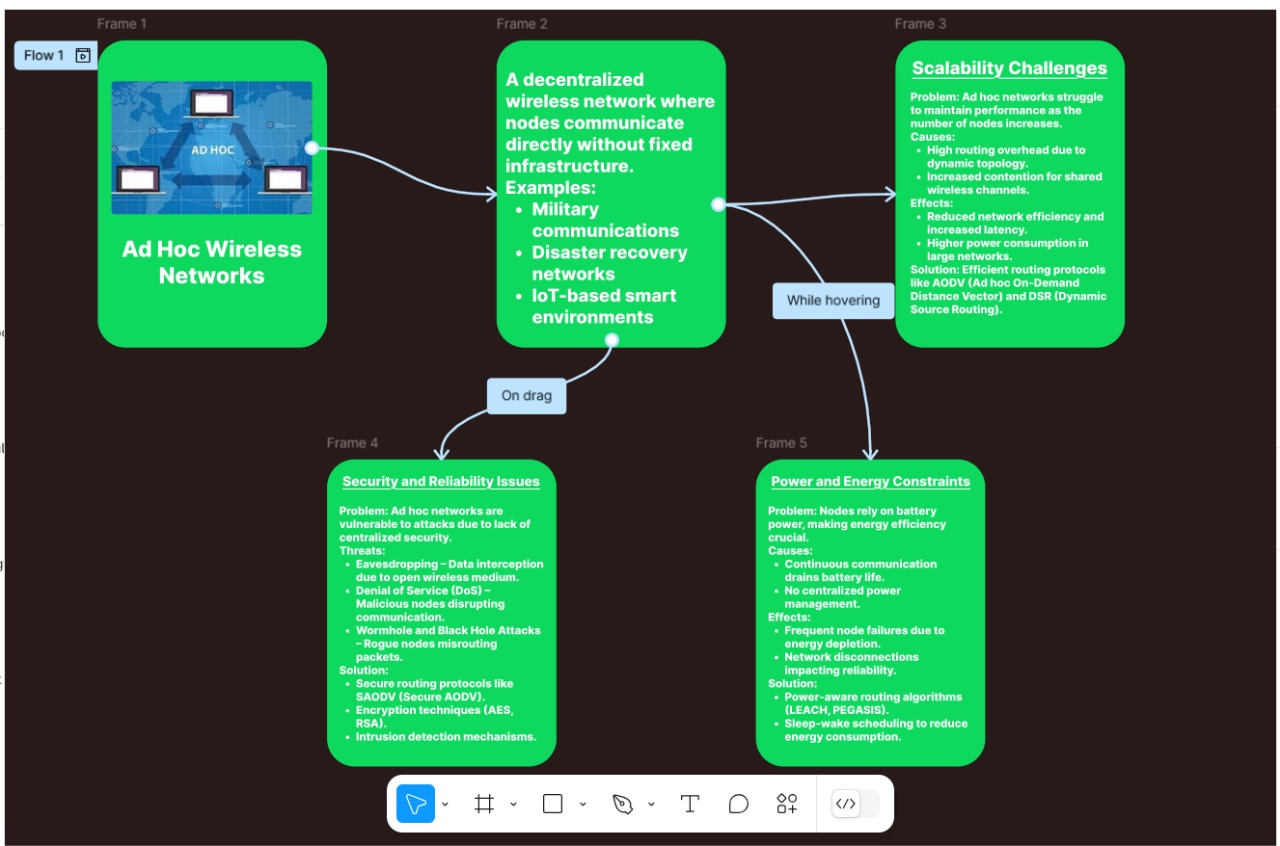 Frame 1
Flow 1
AD HOC
Ad Hoc Wireless
Networks
Frame 2
A decentralized
wireless network where
nodes communicate
directly without fixed
infrastructure.
Examples:
• Military
communications
• Disaster recovery
networks
• IoT-based smart
environments
Frame 3
Scalability Challenges
Problem: Ad hoc networks struggle
to maintain performance as the
number of nodes increases.
Causes:
• High routing overhead due to
dynamic topology.
• Increased contention for shared
wireless channels.
Effects:
• Reduced network efficiency and
increased latency.
• Higher power consumption in
large networks.
Solution: Efficient routing protocols
like AODV (Ad hoc On-Demand
Distance Vector) and DSR (Dynamic
Source Routing).
While hovering
On drag
Frame 4
Security and Reliability Issues
Problem: Ad hoc networks are
vulnerable to attacks due to lack of
centralized security.
Threats:
• Eavesdropping – Data interception
due to open wireless medium.
• Denial of Service (DoS) –
Malicious nodes disrupting
communication.
• Wormhole and Black Hole Attacks
– Rogue nodes misrouting
packets.
Solution:
• Secure routing protocols like
SAODV (Secure AODV).
• Encryption techniques (AES,
RSA).
• Intrusion detection mechanisms.
Frame 5
Power and Energy Constraints
Problem: Nodes rely on battery
power, making energy efficiency
crucial.
Causes:
• Continuous communication
drains battery life.
• No centralized power
management.
Effects:
• Frequent node failures due to
energy depletion.
• Network disconnections
impacting reliability.
Solution:
• Power-aware routing algorithms
(LEACH, PEGASIS).
• Sleep-wake scheduling to reduce
energy consumption.